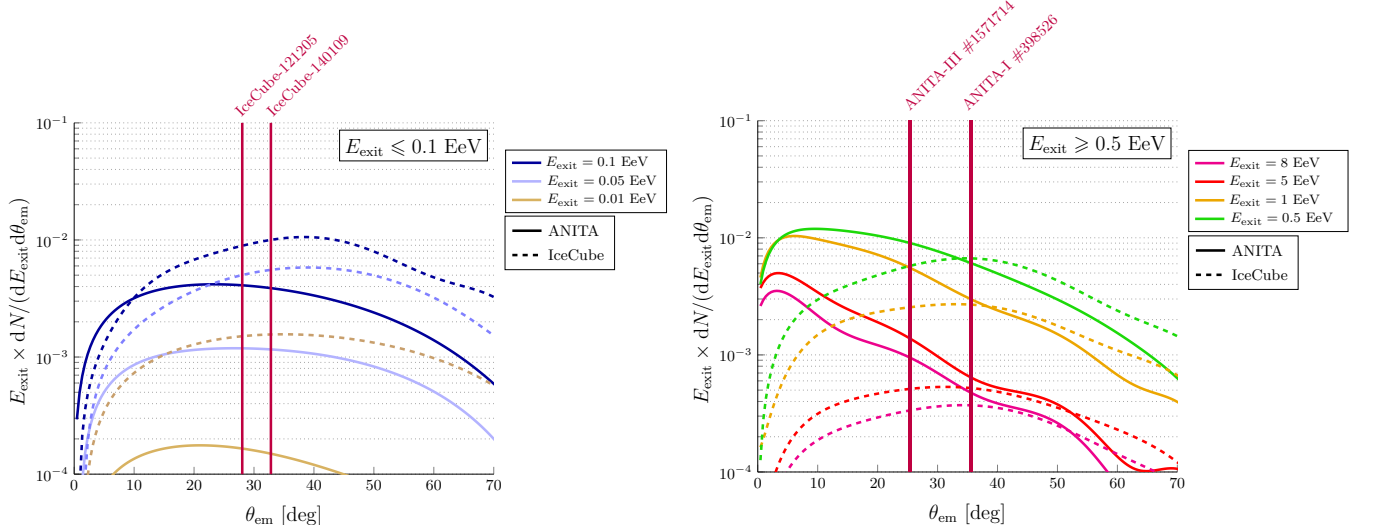 IceCube-121205
IceCube-140109
10⁻¹
10⁻²
10⁻³
10⁻⁴
E_exit × dN/(dE_exit dθ_em)
E_exit ⩽ 0.1 EeV
0 10 20 30 40 50 60 70
θ_em [deg]
E_exit = 0.1 EeV
E_exit = 0.05 EeV
E_exit = 0.01 EeV
ANITA
IceCube
ANITA-III #1571714
ANITA-I #398526
10⁻¹
10⁻²
10⁻³
10⁻⁴
E_exit × dN/(dE_exit dθ_em)
E_exit ⩾ 0.5 EeV
0 10 20 30 40 50 60 70
θ_em [deg]
E_exit = 8 EeV
E_exit = 5 EeV
E_exit = 1 EeV
E_exit = 0.5 EeV
ANITA
IceCube